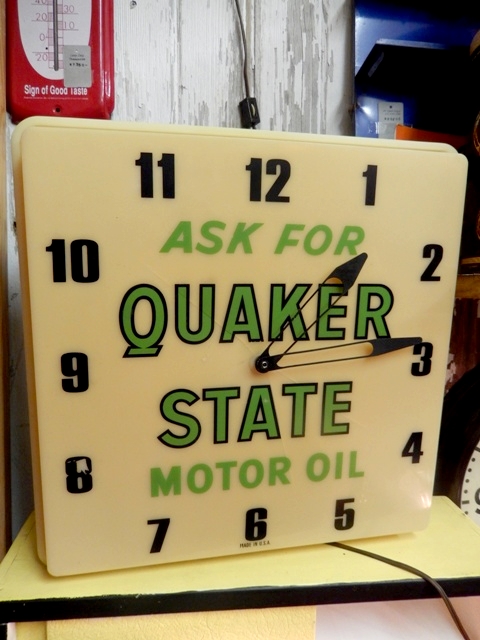 Sign of Good Taste
11 12 1
ASK FOR
10 2
QUAKER
9 3
STATE
8 4
MOTOR OIL
7 6 5
MADE IN U.S.A.